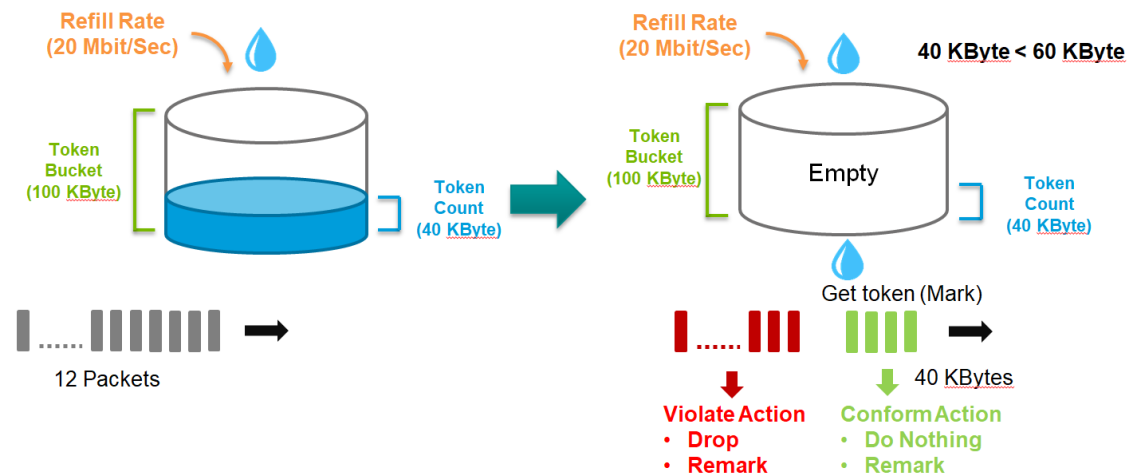 Refill Rate
(20 Mbit/Sec)
Token
Bucket
(100 KByte)
Token
Count
(40 KByte)
12 Packets
Refill Rate
(20 Mbit/Sec)
40 KByte < 60 KByte
Token
Bucket
(100 KByte)
Empty
Token
Count
(40 KByte)
Get token (Mark)
40 KBytes
Violate Action
• Drop
• Remark
Conform Action
• Do Nothing
• Remark